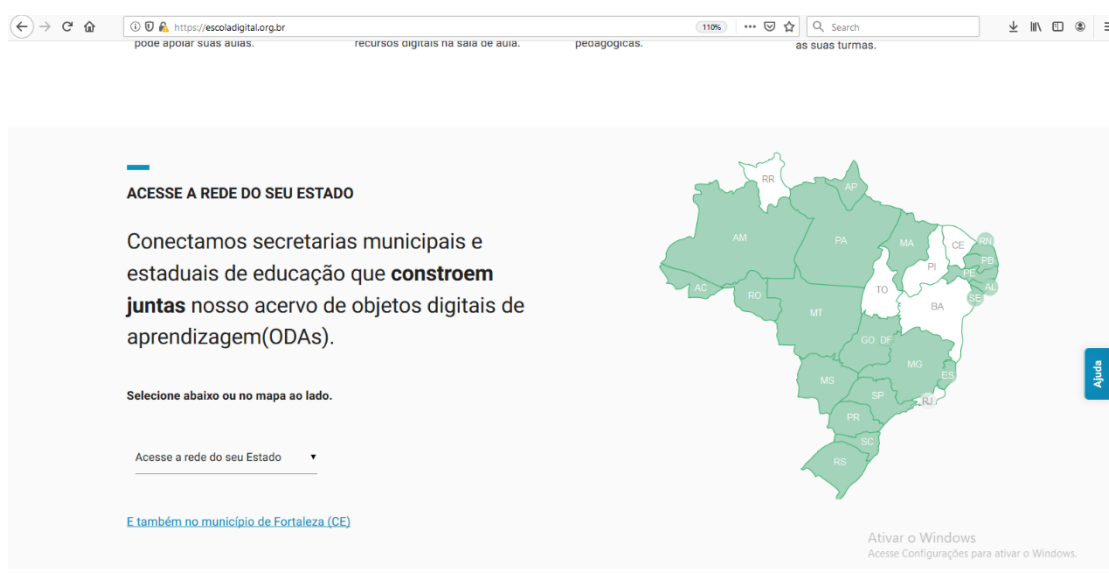 https://escoladigital.org.br
110%
Search
pode apoiar suas aulas.
recursos digitais na sala de aula.
pedagógicas.
as suas turmas.
ACESSE A REDE DO SEU ESTADO
Conectamos secretarias municipais e
estaduais de educação que constroem
juntas nosso acervo de objetos digitais de
aprendizagem(ODAs).
Selecione abaixo ou no mapa ao lado.
Acesse a rede do seu Estado
E também no município de Fortaleza (CE)
RR
AP
AM
PA
MA
CE
RN
PB
PI
PE
AC
RO
TO
AL
SE
BA
MT
GO DF
MG
MS
ES
SP
RJ
PR
SC
RS
Ajuda
Ativar o Windows
Acesse Configurações para ativar o Windows.